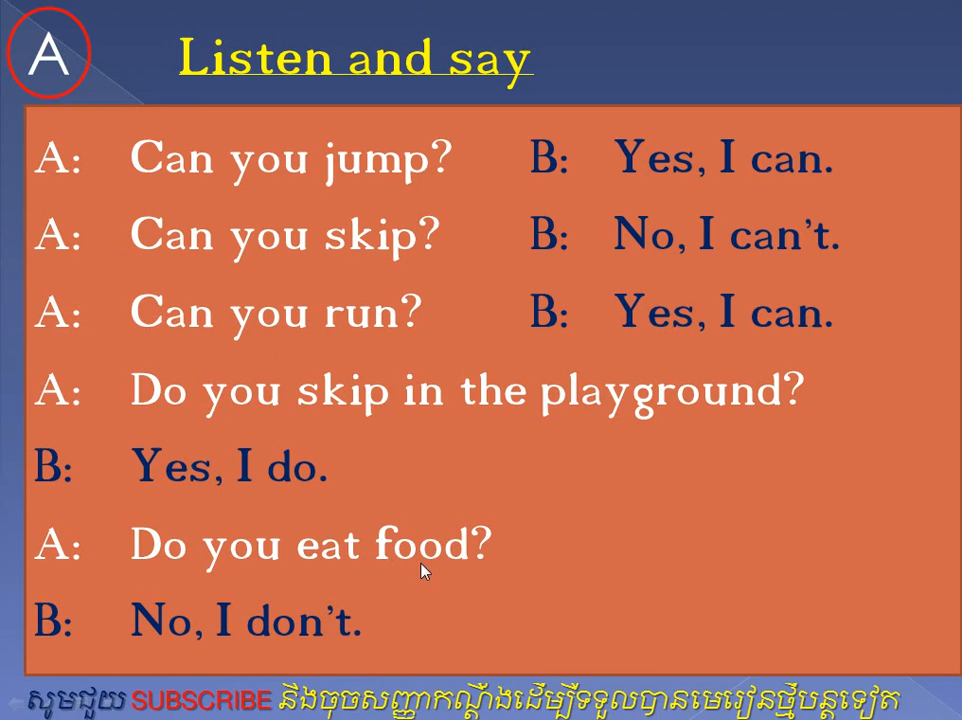 A
Listen and say
A: Can you jump? B: Yes, I can.
A: Can you skip? B: No, I can't.
A: Can you run? B: Yes, I can.
A: Do you skip in the playground?
B: Yes, I do.
A: Do you eat food?
B: No, I don't.
សូមជួយ SUBSCRIBE និងចុចសញ្ញាកណ្ដឹងដើម្បីទទួលបានមេរៀនថ្មីបន្តទៀត